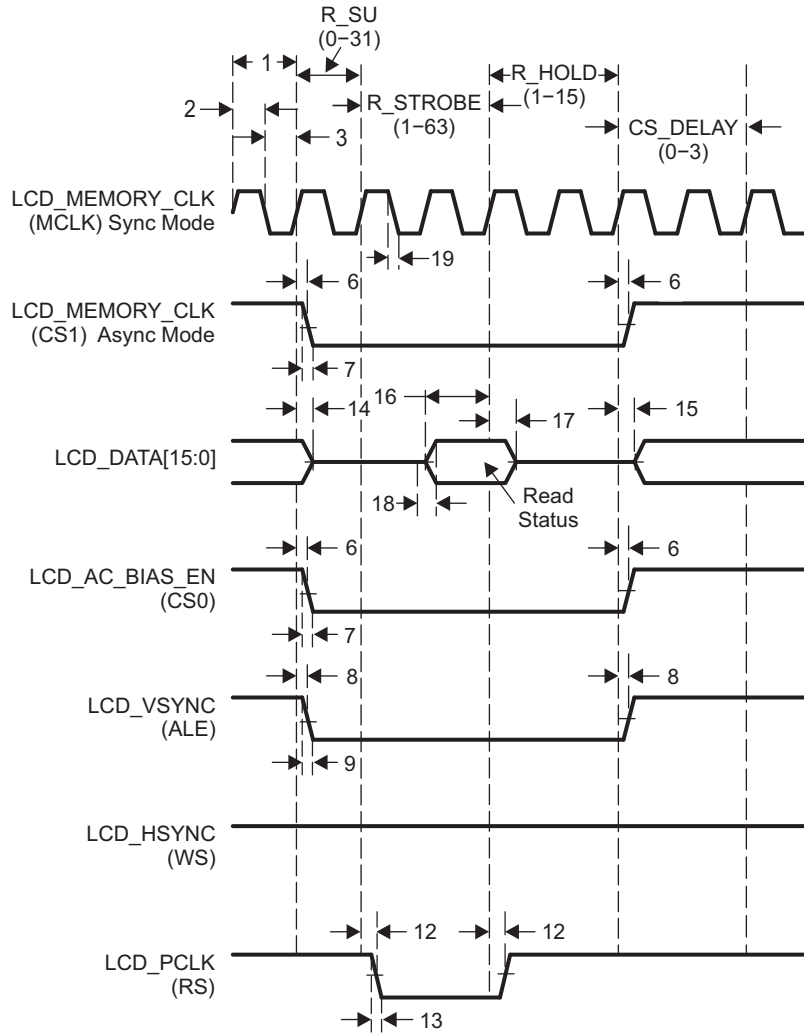 R_SU
(0−31)
1
R_HOLD
(1−15)
2
R_STROBE
(1−63)
3
CS_DELAY
(0−3)
LCD_MEMORY_CLK
(MCLK) Sync Mode
19
6
6
LCD_MEMORY_CLK
(CS1) Async Mode
7
16
14
17
15
LCD_DATA[15:0]
18
Read
Status
6
6
LCD_AC_BIAS_EN
(CS0)
7
8
8
LCD_VSYNC
(ALE)
9
LCD_HSYNC
(WS)
12
12
LCD_PCLK
(RS)
13